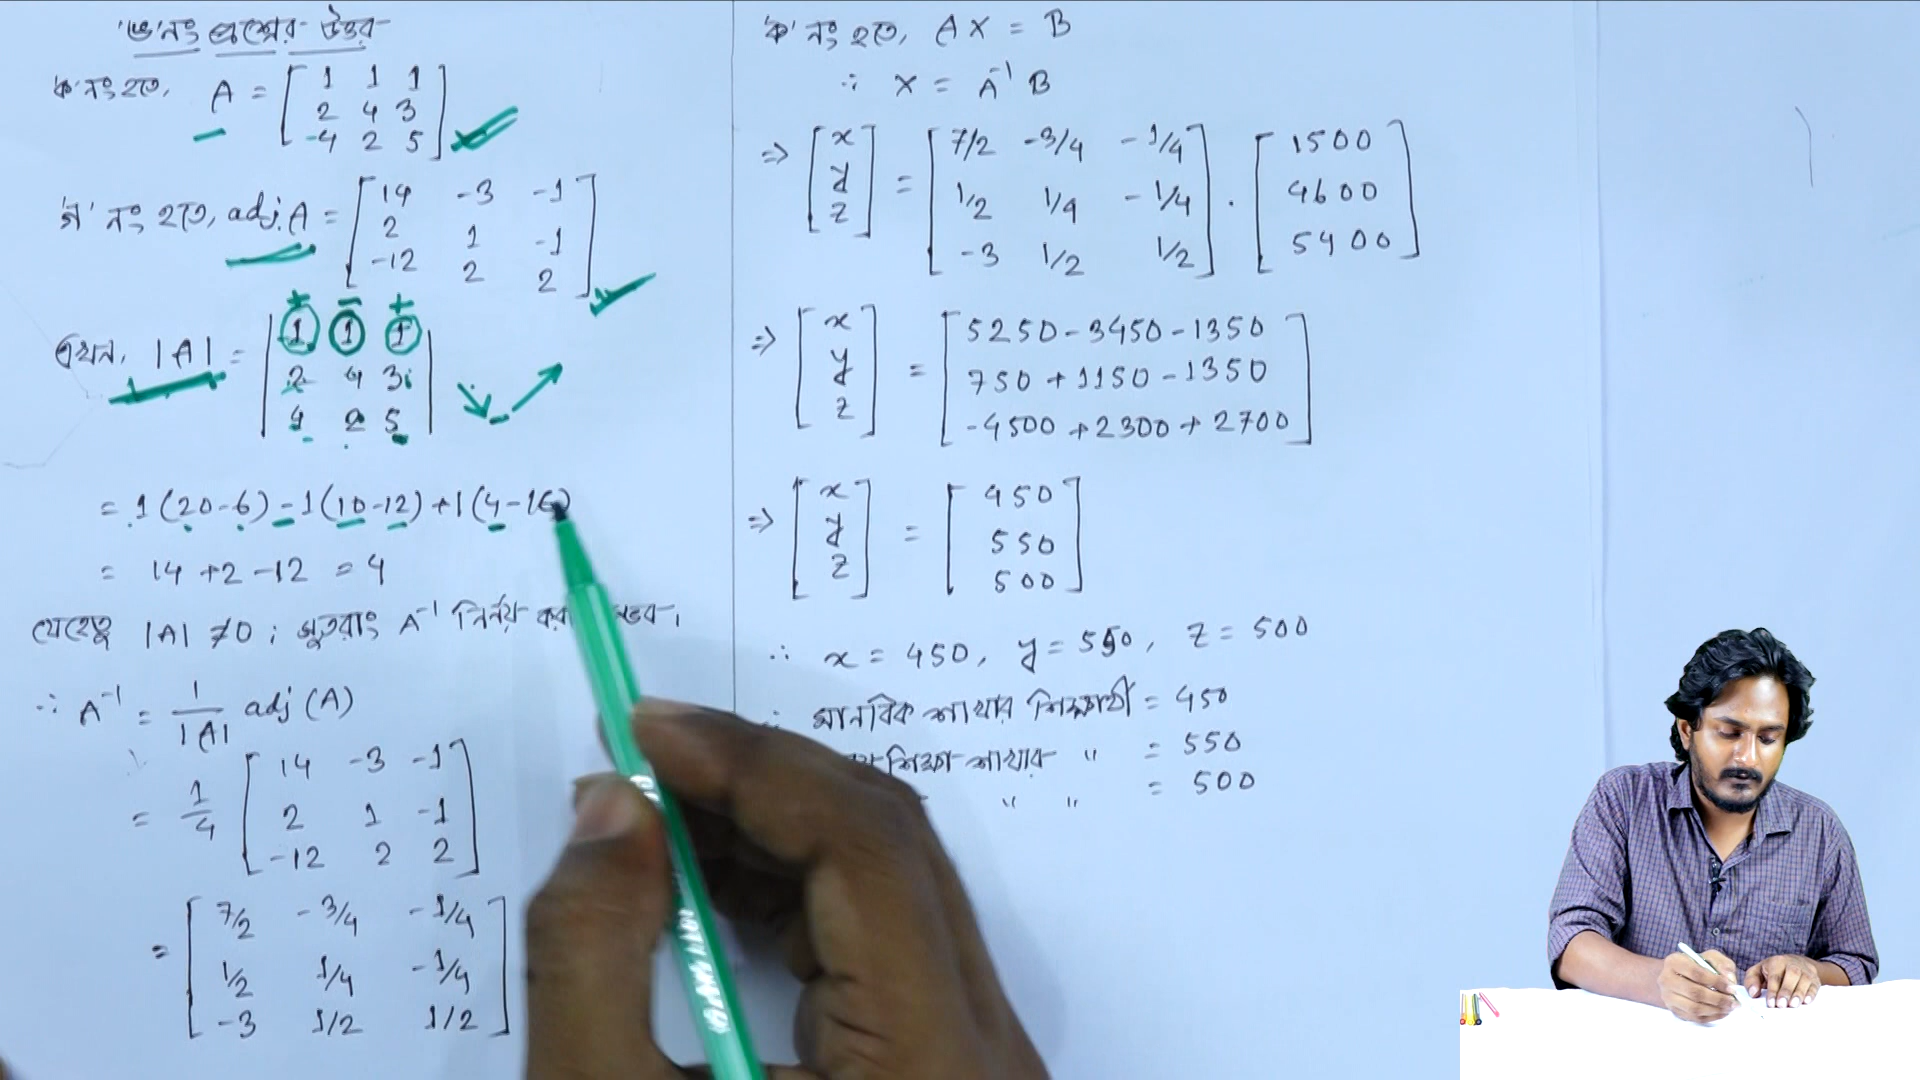 'ঙ' নং প্রশ্নের উত্তর
'ক' নং হতে, A = [1 1 1
2 4 3
-4 2 5]
'গ' নং হতে, adj.A = [14 -3 -1
2 1 -1
-12 2 2]
এখন, |A| = |1 1 1
2 4 3
4 2 5|
+ - +
= 1(20-6) -1(10-12) +1(4-16)
= 14 +2 -12 = 4
যেহেতু |A| ≠0 ; সুতরাং A⁻¹ নির্নয়
∴ A⁻¹ = 1/|A| adj (A)
= 1/4 [14 -3 -1
2 1 -1
-12 2 2]
= [7/2 -3/4 -1/4
1/2 1/4 -1/4
-3 1/2 1/2]
'ক' নং হতে, AX = B
∴ X = A⁻¹ B
⇒ [x y z] = [7/2 -3/4 -1/4
1/2 1/4 -1/4
-3 1/2 1/2] . [1500
4600
5400]
⇒ [x y z] = [5250-3450-1350
750+1150-1350
-4500+2300+2700]
⇒ [x y z] = [450
550
500]
∴ x = 450, y = 550, z = 500
∴ মানবিক শাখার শিক্ষার্থী = 450
শিক্ষা শাখার " = 550
" " = 500